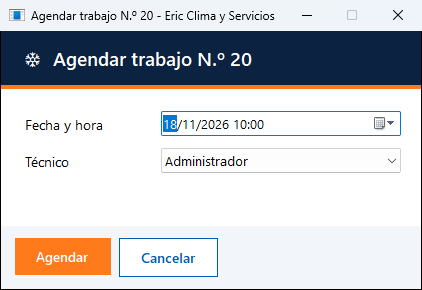 Agendar trabajo N.º 20 - Eric Clima y Servicios
Agendar trabajo N.º 20
Fecha y hora
18/11/2026 10:00
Técnico
Administrador
Agendar
Cancelar